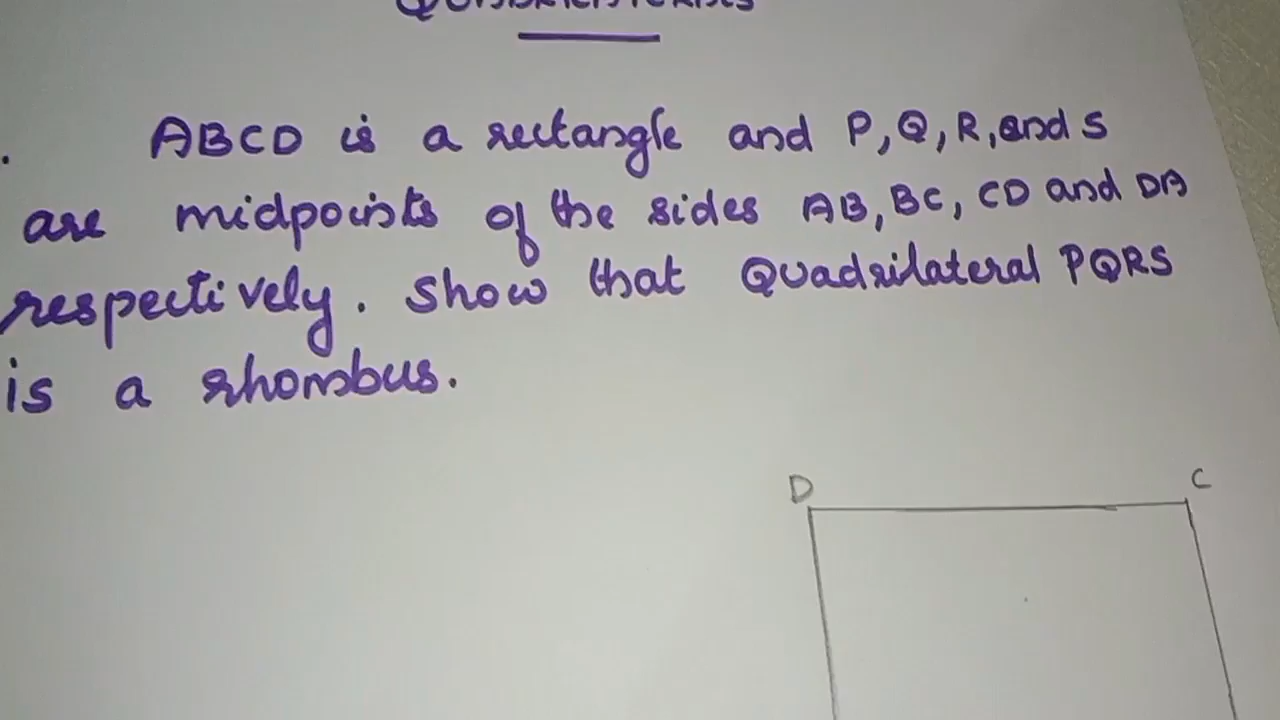 ABCD is a rectangle and P, Q, R, and S
are midpoints of the sides AB, BC, CD and DA
respectively. Show that Quadrilateral PQRS
is a rhombus.
D
C